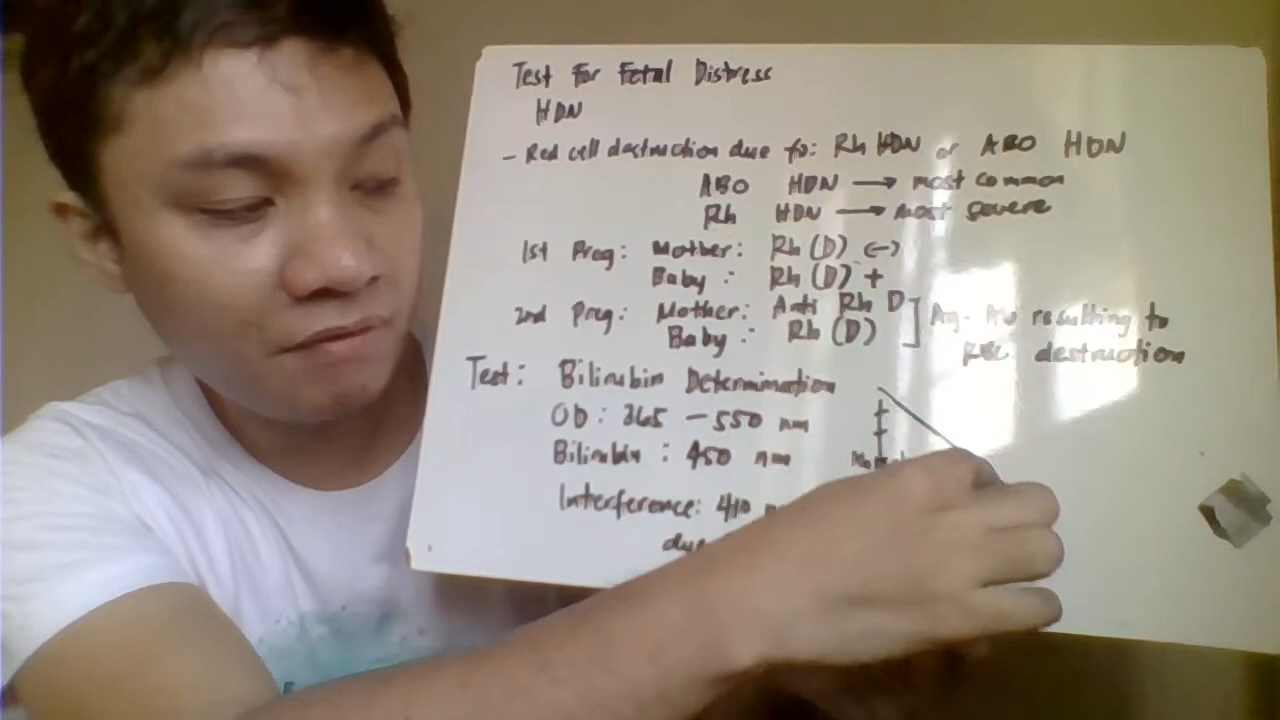 Test For Fetal Distress
HDN
- Red cell destruction due to: Rh HDN or ABO HDN
ABO HDN → most common
Rh HDN → most severe
1st Preg: Mother: Rh (D) (-)
Baby: Rh (D) +
2nd Preg: Mother: Anti Rh D
Baby: Rh (D)
Ag-Ab resulting to
RBC destruction
Test: Bilirubin Determination
OD: 365 - 550 nm
Bilirubin: 450 nm
Interference: 410
due